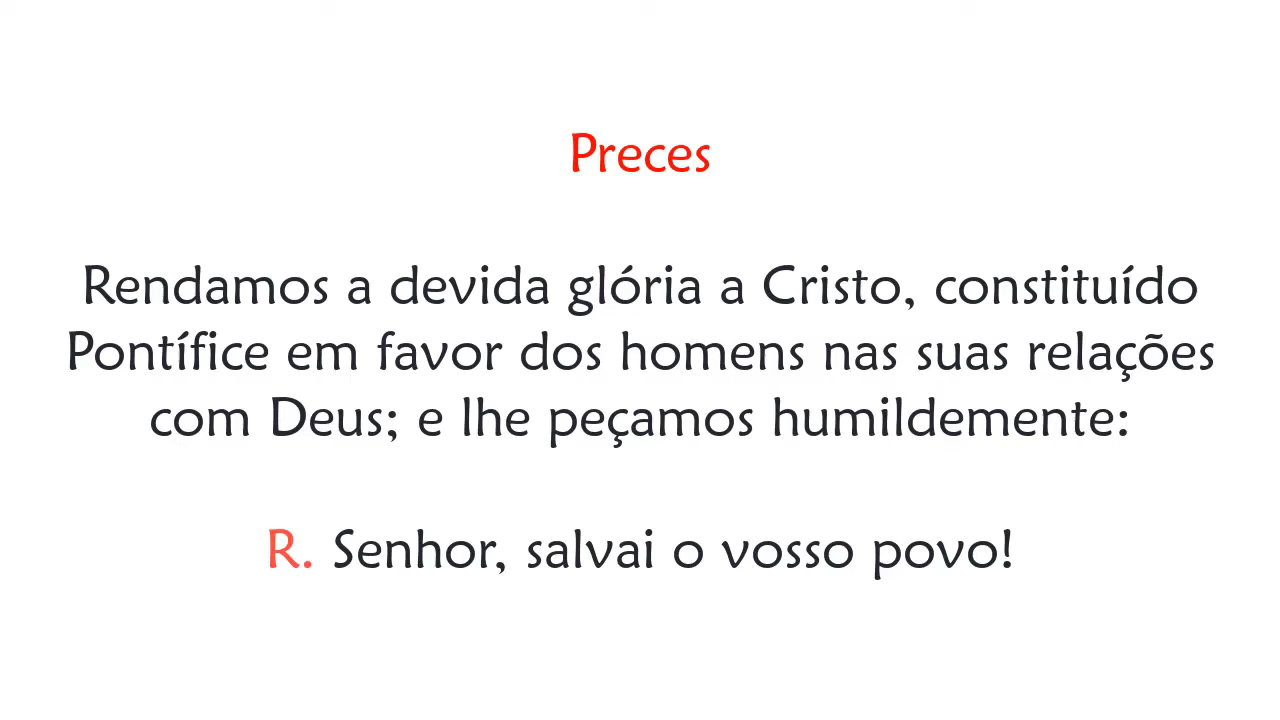 Preces
Rendamos a devida glória a Cristo, constituído
Pontífice em favor dos homens nas suas relações
com Deus; e lhe peçamos humildemente:
R. Senhor, salvai o vosso povo!